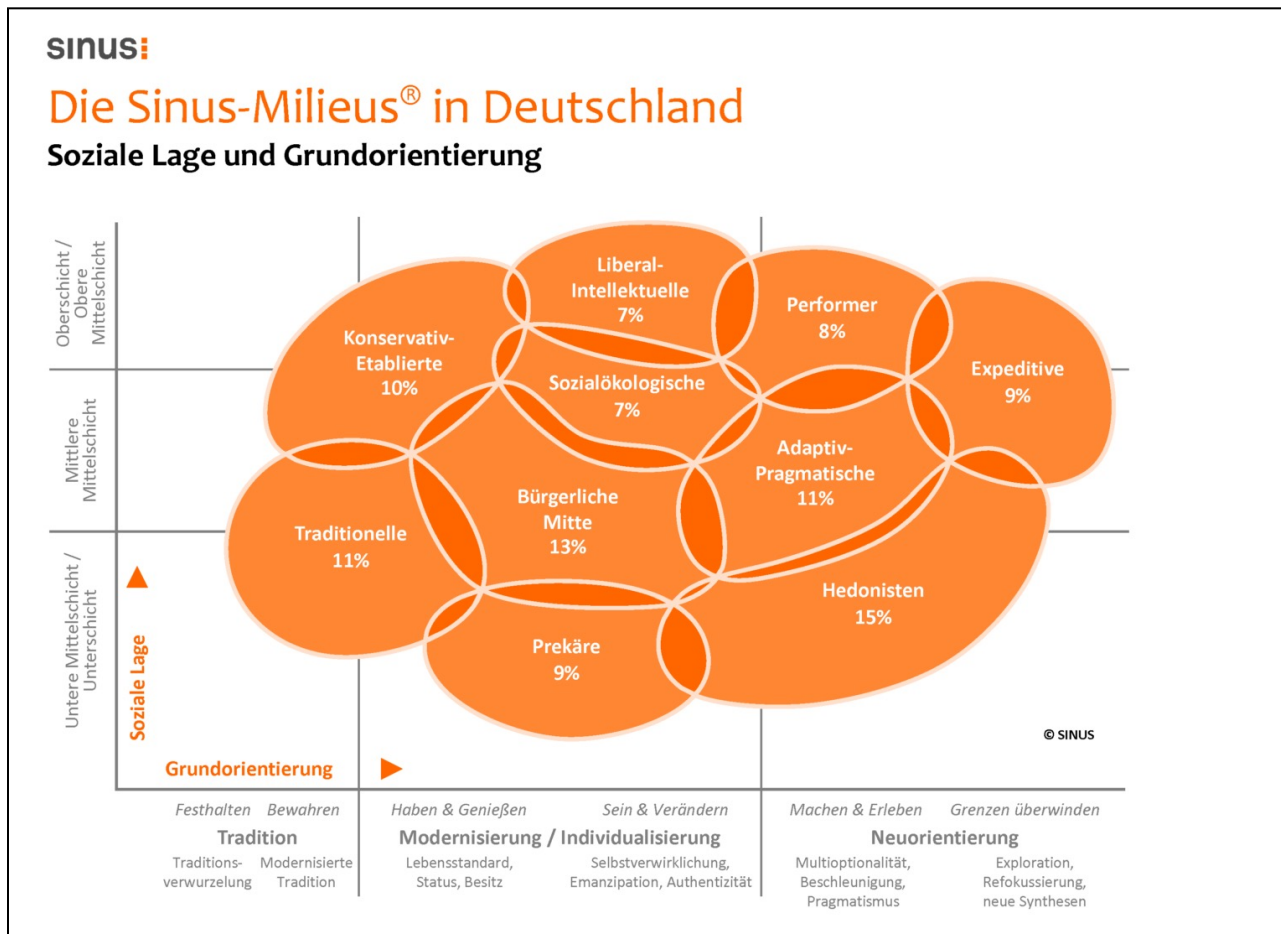 sinus:
Die Sinus-Milieus® in Deutschland
Soziale Lage und Grundorientierung
Oberschicht /
Obere
Mittelschicht
Mittlere
Mittelschicht
Untere Mittelschicht /
Unterschicht
Soziale Lage
Liberal-
Intellektuelle
7%
Performer
8%
Konservativ-
Etablierte
10%
Expeditive
9%
Sozialökologische
7%
Adaptiv-
Pragmatische
11%
Bürgerliche
Mitte
13%
Traditionelle
11%
Hedonisten
15%
Prekäre
9%
© SINUS
Grundorientierung
Festhalten Bewahren
Tradition
Traditions-
verwurzelung
Modernisierte
Tradition
Haben & Genießen Sein & Verändern
Modernisierung / Individualisierung
Lebensstandard,
Status, Besitz
Selbstverwirklichung,
Emanzipation, Authentizität
Machen & Erleben Grenzen überwinden
Neuorientierung
Multioptionalität,
Beschleunigung,
Pragmatismus
Exploration,
Refokussierung,
neue Synthesen